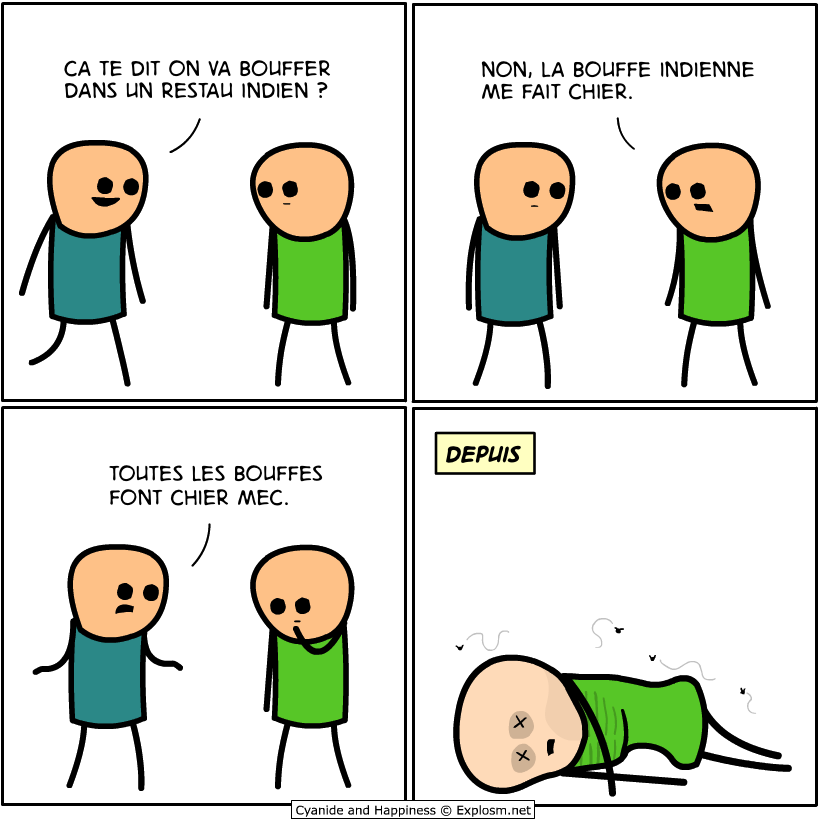 CA TE DIT ON VA BOUFFER
DANS UN RESTAU INDIEN ?
NON, LA BOUFFE INDIENNE
ME FAIT CHIER.
TOUTES LES BOUFFES
FONT CHIER MEC.
DEPUIS
Cyanide and Happiness © Explosm.net